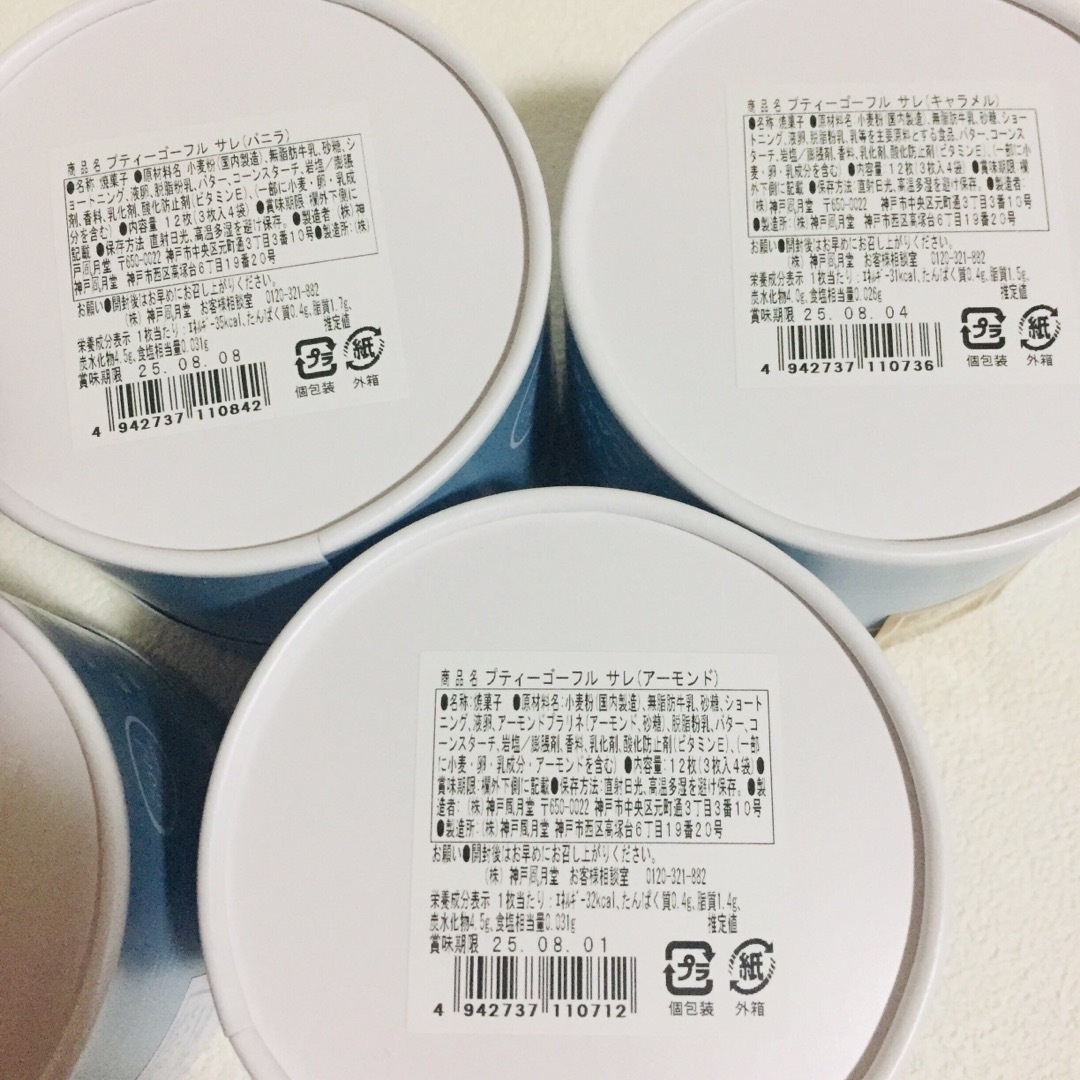 商品名 プティーゴーフル サレ(バニラ)
●名称 焼菓子 ●原材料名 小麦粉(国内製造)、無脂肪牛乳、砂糖、シ
ョートニング、液卵、脱脂粉乳、バター、コーンスターチ、岩塩/膨張
剤、香料、乳化剤、酸化防止剤(ビタミンE)、(一部に小麦・卵・乳成
分を含む) ●内容量 12枚(3枚入4袋) ●賞味期限 欄外下側に
記載 ●保存方法 直射日光、高温多湿を避け保存。 ●製造者 (株)神
戸凮月堂 〒650-0022 神戸市中央区元町通3丁目3番10号●製造所:(株)
神戸凮月堂 神戸市西区高塚台6丁目19番20号
お願い●開封後はお早めにお召し上がりください。
(株) 神戸凮月堂 お客様相談室 0120-321-882
栄養成分表示 1枚当たり:エネルギー35kcal、たんぱく質0.4g、脂質1.7g、
炭水化物4.5g、食塩相当量0.031g 推定値
賞味期限 25.08.08
4 942737 110842
プラ 個包装
紙 外箱
商品名 プティーゴーフル サレ(キャラメル)
●名称 焼菓子 ●原材料名 小麦粉(国内製造)、無脂肪牛乳、砂糖、ショー
トニング、液卵、脱脂粉乳、乳等を主要原料とする食品、バター、コーンス
ターチ、岩塩/膨張剤、香料、乳化剤、酸化防止剤(ビタミンE)、(一部に小
麦・卵・乳成分を含む) ●内容量:12枚(3枚入4袋) ●賞味期限:欄外
下側に記載 ●保存方法:直射日光、高温多湿を避け保存。 ●製造者:
(株)神戸凮月堂 〒650-0022 神戸市中央区元町通3丁目3番10号
●製造所:(株)神戸凮月堂 神戸市西区高塚台6丁目19番20号
お願い●開封後はお早めにお召し上がりください。
(株) 神戸凮月堂 お客様相談室 0120-321-882
栄養成分表示 1枚当たり:エネルギー31kcal、たんぱく質0.4g、脂質1.5g、
炭水化物4.0g、食塩相当量0.026g 推定値
賞味期限 25.08.04
4 942737 110736
プラ 個包装
紙 外箱
商品名 プティーゴーフル サレ(アーモンド)
●名称:焼菓子 ●原材料名:小麦粉(国内製造)、無脂肪牛乳、砂糖、ショート
ニング、液卵、アーモンドプラリネ(アーモンド、砂糖)、脱脂粉乳、バター、コ
ーンスターチ、岩塩/膨張剤、香料、乳化剤、酸化防止剤(ビタミンE)、(一部
に小麦・卵・乳成分・アーモンドを含む) ●内容量:12枚(3枚入4袋)●
賞味期限:欄外下側に記載●保存方法:直射日光、高温多湿を避け保存。●製
造者:(株)神戸凮月堂 〒650-0022 神戸市中央区元町通3丁目3番10号
●製造所:(株)神戸凮月堂 神戸市西区高塚台6丁目19番20号
お願い●開封後はお早めにお召し上がりください。
(株) 神戸凮月堂 お客様相談室 0120-321-882
栄養成分表示 1枚当たり:エネルギー32kcal、たんぱく質0.4g、脂質1.4g、
炭水化物4.5g、食塩相当量0.031g 推定値
賞味期限 25.08.01
4 942737 110712
プラ 個包装
紙 外箱